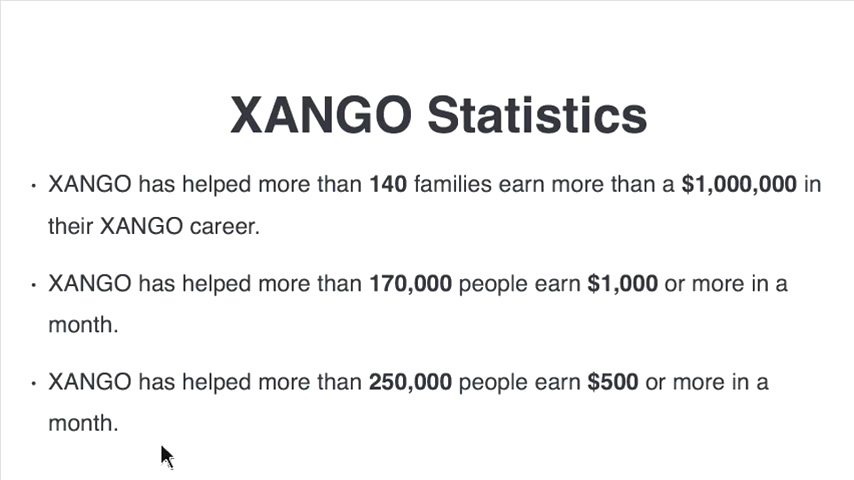 XANGO Statistics
· XANGO has helped more than 140 families earn more than a $1,000,000 in
their XANGO career.
· XANGO has helped more than 170,000 people earn $1,000 or more in a
month.
· XANGO has helped more than 250,000 people earn $500 or more in a
month.